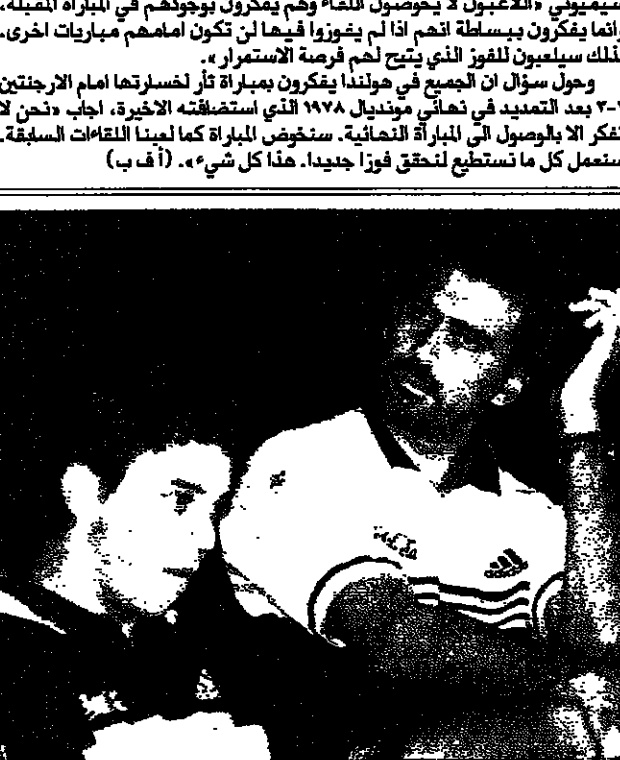 سيميوني «اللاعبون لا يخوضون اللقاء وهم يفكرون بوجودهم في المباراة المقبلة،
وانما يفكرون ببساطة انهم اذا لم يفوزوا فيها لن تكون امامهم مباريات اخرى.
لذلك سيلعبون للفوز الذي يتيح لهم فرصة الاستمرار».
وحول سؤال ان الجميع في هولندا يفكرون بمباراة ثأر لخسارتها امام الارجنتين
١-٣ بعد التمديد في نهائي مونديال ١٩٧٨ الذي استضافته الاخيرة، اجاب «نحن لا
نفكر الا بالوصول الى المباراة النهائية. سنخوض المباراة كما لعبنا اللقاءات السابقة.
سنعمل كل ما نستطيع لنحقق فوزا جديدا. هذا كل شيء». (أ ف ب)